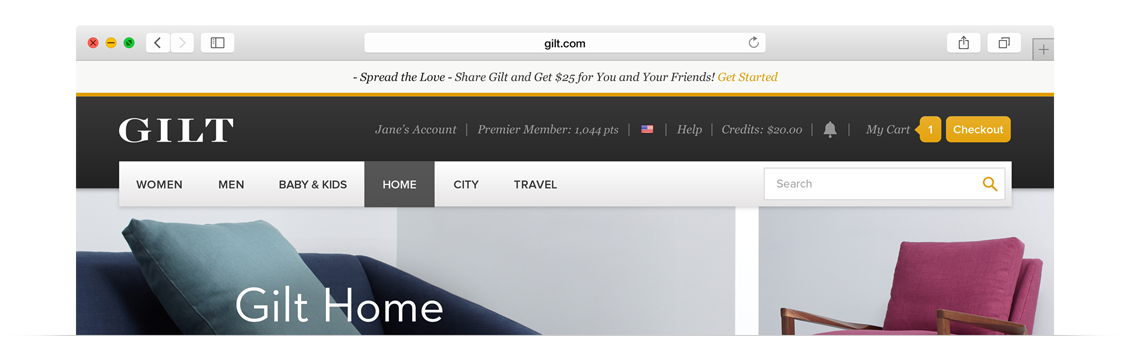 gilt.com
- Spread the Love - Share Gilt and Get $25 for You and Your Friends! Get Started
GILT
Jane's Account | Premier Member: 1,044 pts | | Help | Credits: $20.00 | | My Cart 1 Checkout
WOMEN MEN BABY & KIDS HOME CITY TRAVEL Search
Gilt Home